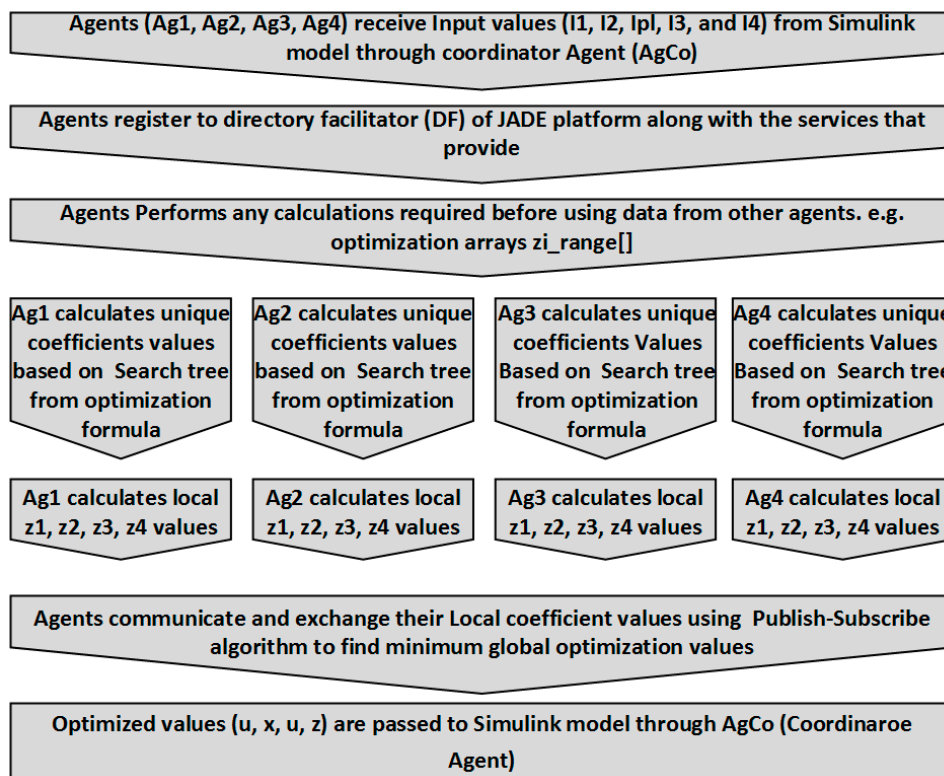 Agents (Ag1, Ag2, Ag3, Ag4) receive Input values (I1, I2, Ipl, I3, and I4) from Simulink
model through coordinator Agent (AgCo)
Agents register to directory facilitator (DF) of JADE platform along with the services that
provide
Agents Performs any calculations required before using data from other agents. e.g.
optimization arrays zi_range[]
Ag1 calculates unique
coefficients values
based on Search tree
from optimization
formula
Ag2 calculates unique
coefficients values
based on Search tree
from optimization
formula
Ag3 calculates unique
coefficients Values
Based on Search tree
from optimization
formula
Ag4 calculates unique
coefficients Values
Based on Search tree
from optimization
formula
Ag1 calculates local
z1, z2, z3, z4 values
Ag2 calculates local
z1, z2, z3, z4 values
Ag3 calculates local
z1, z2, z3, z4 values
Ag4 calculates local
z1, z2, z3, z4 values
Agents communicate and exchange their Local coefficient values using Publish-Subscribe
algorithm to find minimum global optimization values
Optimized values (u, x, u, z) are passed to Simulink model through AgCo (Coordinaroe
Agent)